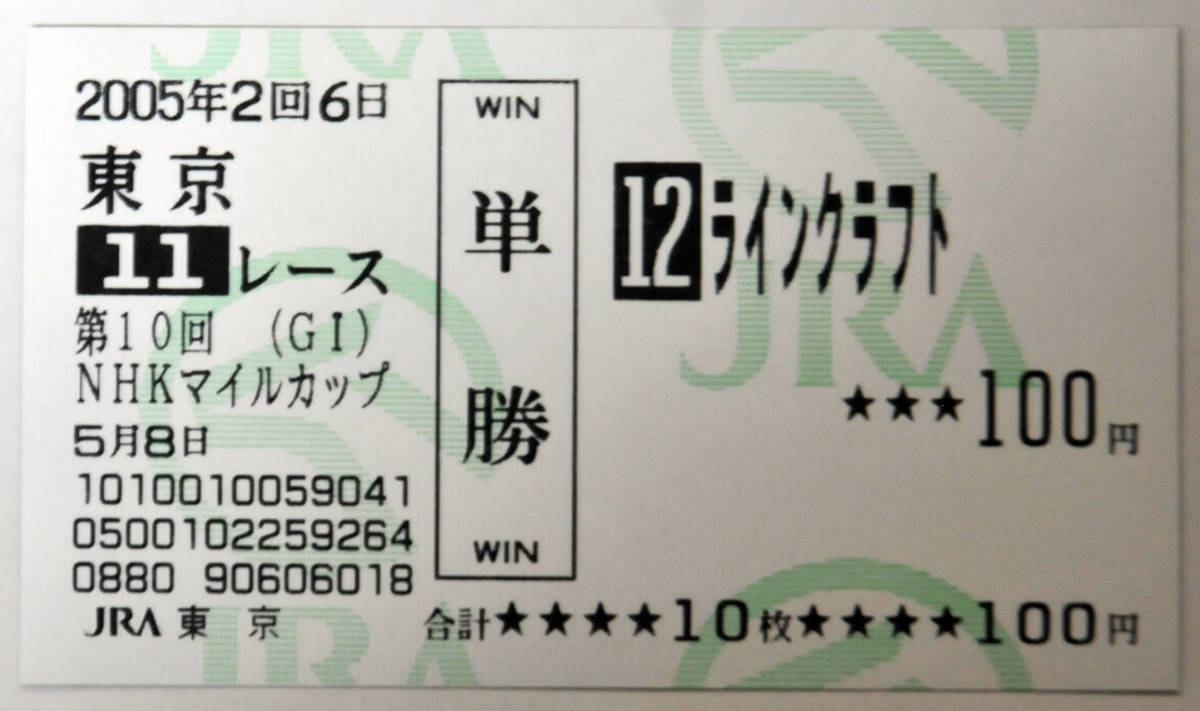 2005年2回6日
東京
11レース
第10回 (GI)
NHKマイルカップ
5月8日
1010010059041
0500102259264
0880 90606018
JRA 東京
WIN
単勝
WIN
12ラインクラフト
★★★100円
合計★★★★10枚★★★★100円
JRA
JRA
JRA